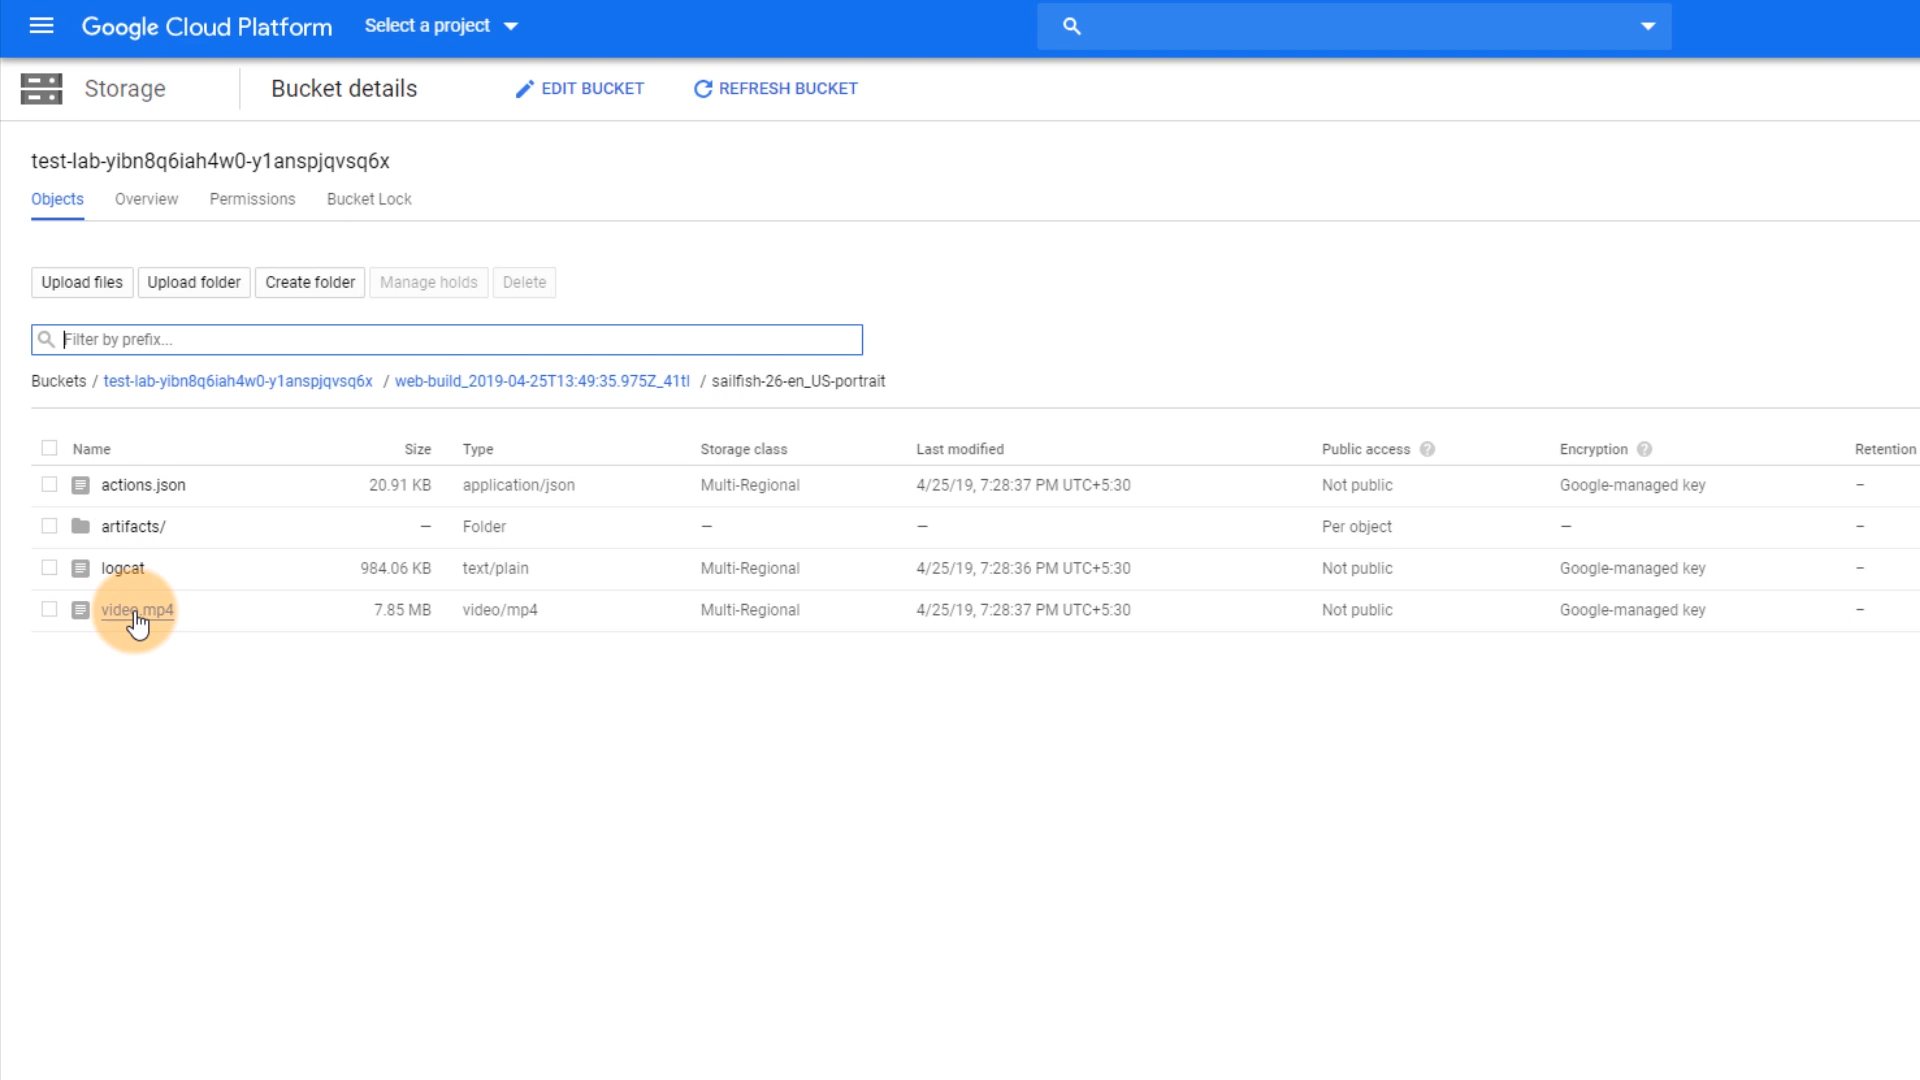 Google Cloud Platform Select a project
Storage Bucket details EDIT BUCKET REFRESH BUCKET
test-lab-yibn8q6iah4w0-y1anspjqvsq6x
Objects Overview Permissions Bucket Lock
Upload files Upload folder Create folder Manage holds Delete
Filter by prefix...
Buckets / test-lab-yibn8q6iah4w0-y1anspjqvsq6x / web-build_2019-04-25T13:49:35.975Z_41tl / sailfish-26-en_US-portrait
Name Size Type Storage class Last modified Public access ? Encryption ? Retention
actions.json 20.91 KB application/json Multi-Regional 4/25/19, 7:28:37 PM UTC+5:30 Not public Google-managed key –
artifacts/ – Folder – – Per object – –
logcat 984.06 KB text/plain Multi-Regional 4/25/19, 7:28:36 PM UTC+5:30 Not public Google-managed key –
video.mp4 7.85 MB video/mp4 Multi-Regional 4/25/19, 7:28:37 PM UTC+5:30 Not public Google-managed key –